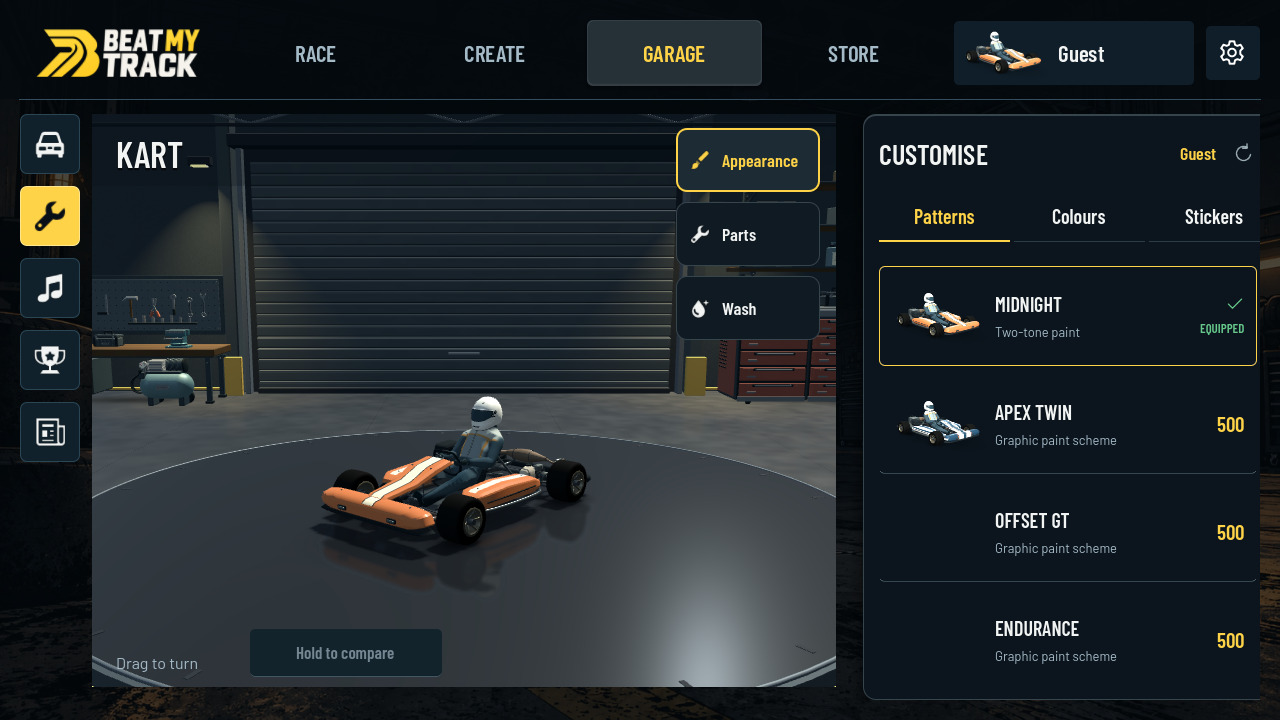 BEAT MY TRACK
RACE
CREATE
GARAGE
STORE
Guest
KART
Appearance
Parts
Wash
Drag to turn
Hold to compare
CUSTOMISE
Guest
Patterns
Colours
Stickers
MIDNIGHT
Two-tone paint
EQUIPPED
APEX TWIN
Graphic paint scheme
500
OFFSET GT
Graphic paint scheme
500
ENDURANCE
Graphic paint scheme
500